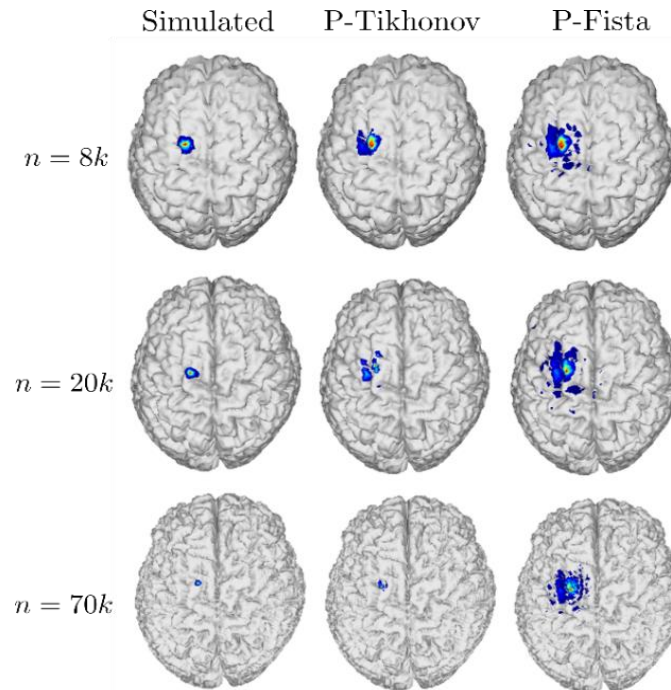 Simulated P-Tikhonov P-Fista
n = 8k
n = 20k
n = 70k